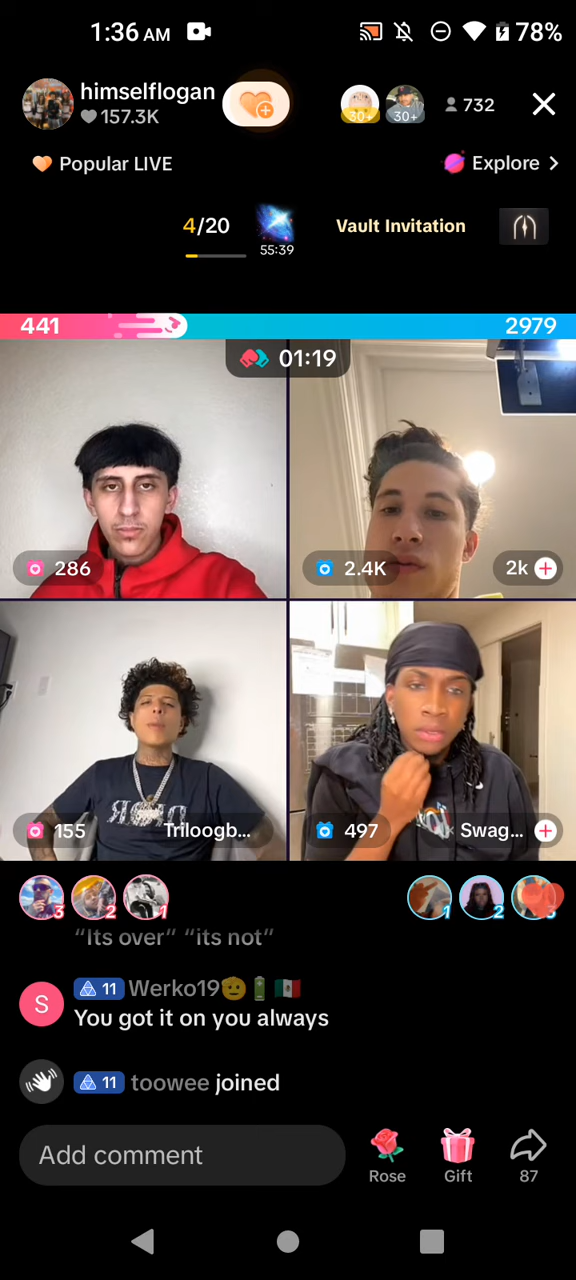 1:36 AM
78%
himselflogan
157.3K
30+
30+
732
Popular LIVE
Explore >
4/20
55:39
Vault Invitation
441
2979
01:19
286
2.4K
2k +
155
Triloogb...
497
Swag... +
3
2
1
1
2
3
“Its over” “its not”
S
11 Werko19🫡🔋🇲🇽
You got it on you always
11 toowee joined
Add comment
Rose
Gift
87